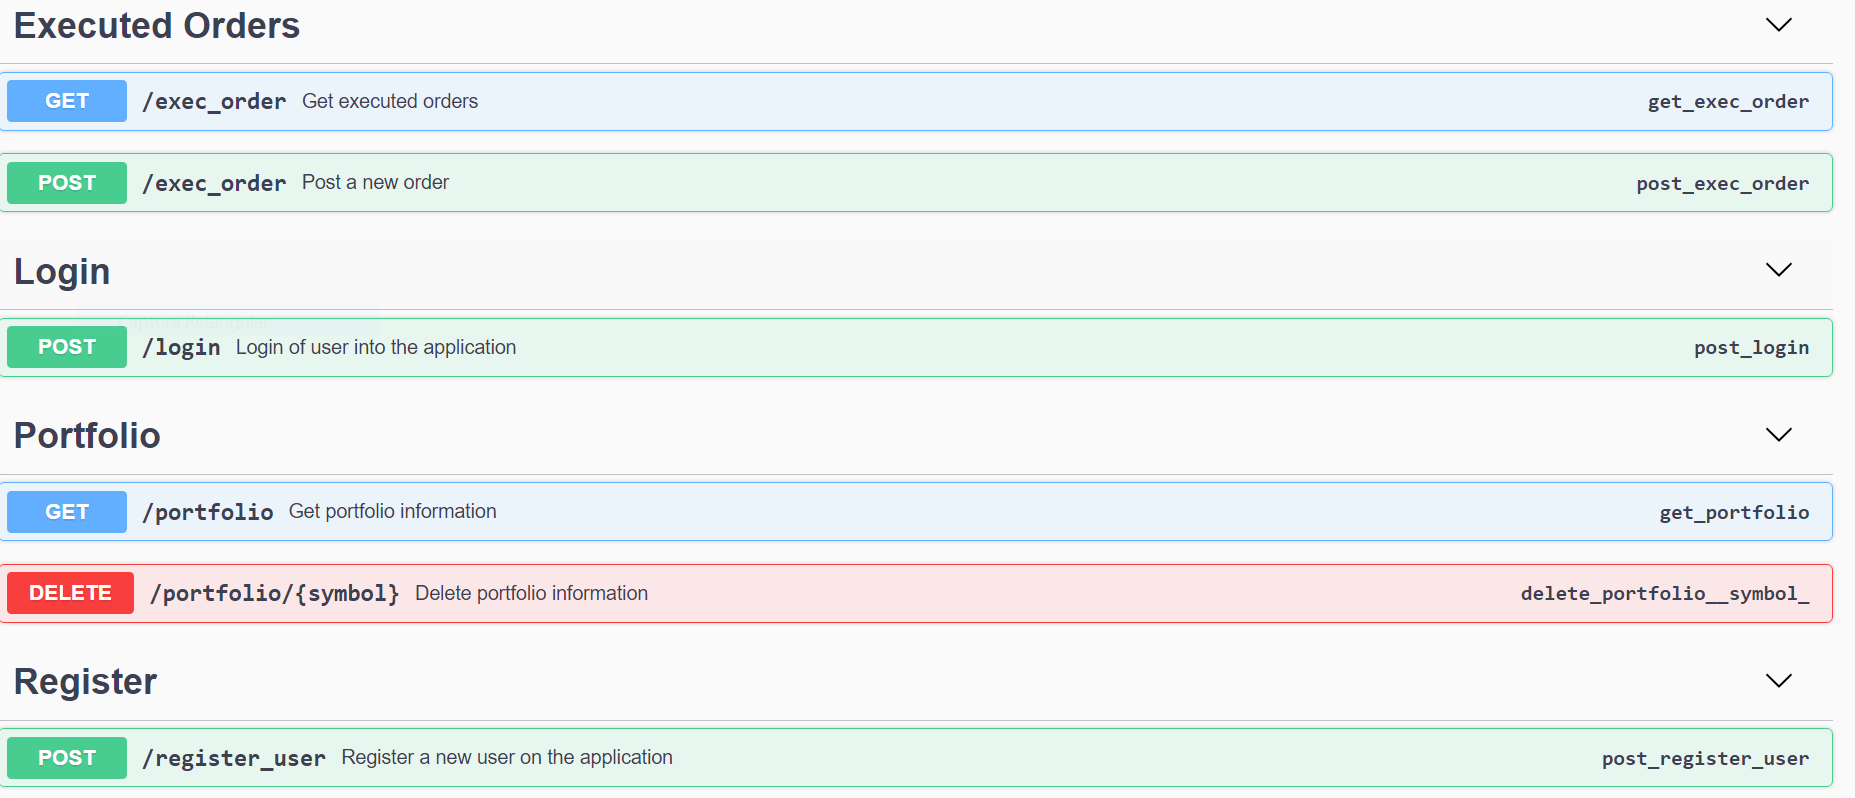 Executed Orders
GET /exec_order Get executed orders get_exec_order
POST /exec_order Post a new order post_exec_order
Login
Captura Retangular
POST /login Login of user into the application post_login
Portfolio
GET /portfolio Get portfolio information get_portfolio
DELETE /portfolio/{symbol} Delete portfolio information delete_portfolio__symbol_
Register
POST /register_user Register a new user on the application post_register_user